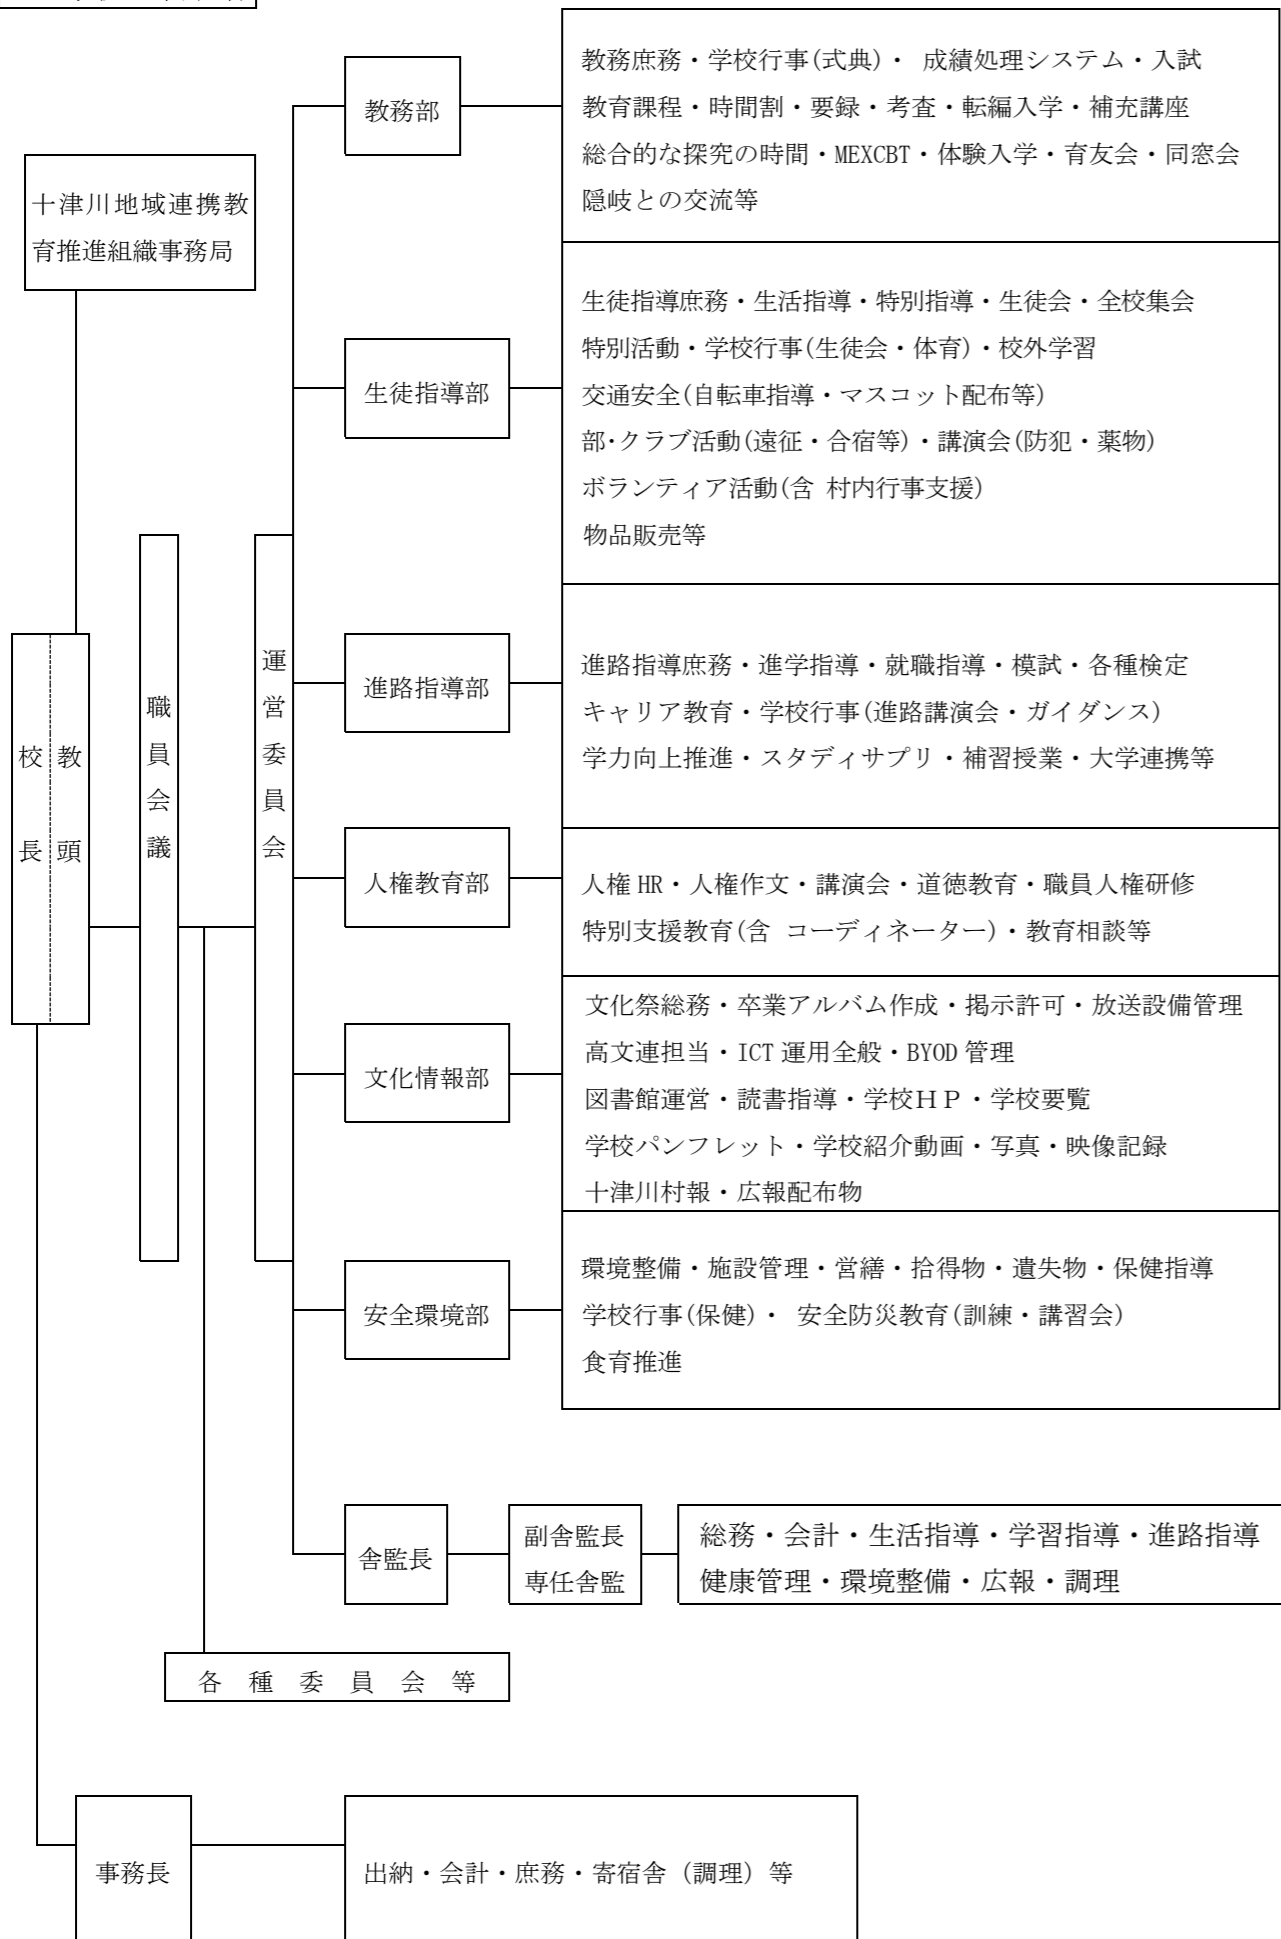 教務部
教務庶務・学校行事(式典)・ 成績処理システム・入試
教育課程・時間割・要録・考査・転編入学・補充講座
総合的な探究の時間・MEXCBT・体験入学・育友会・同窓会
隠岐との交流等
十津川地域連携教
育推進組織事務局
生徒指導部
生徒指導庶務・生活指導・特別指導・生徒会・全校集会
特別活動・学校行事(生徒会・体育)・校外学習
交通安全(自転車指導・マスコット配布等)
部･クラブ活動(遠征・合宿等)・講演会(防犯・薬物)
ボランティア活動(含 村内行事支援)
物品販売等
校長
教頭
職員会議
運営委員会
進路指導部
進路指導庶務・進学指導・就職指導・模試・各種検定
キャリア教育・学校行事(進路講演会・ガイダンス)
学力向上推進・スタディサプリ・補習授業・大学連携等
人権教育部
人権 HR・人権作文・講演会・道徳教育・職員人権研修
特別支援教育(含 コーディネーター)・教育相談等
文化情報部
文化祭総務・卒業アルバム作成・掲示許可・放送設備管理
高文連担当・ICT 運用全般・BYOD 管理
図書館運営・読書指導・学校ＨＰ・学校要覧
学校パンフレット・学校紹介動画・写真・映像記録
十津川村報・広報配布物
安全環境部
環境整備・施設管理・営繕・拾得物・遺失物・保健指導
学校行事(保健)・ 安全防災教育(訓練・講習会)
食育推進
舎監長
副舎監長
専任舎監
総務・会計・生活指導・学習指導・進路指導
健康管理・環境整備・広報・調理
各 種 委 員 会 等
事務長
出納・会計・庶務・寄宿舎（調理）等